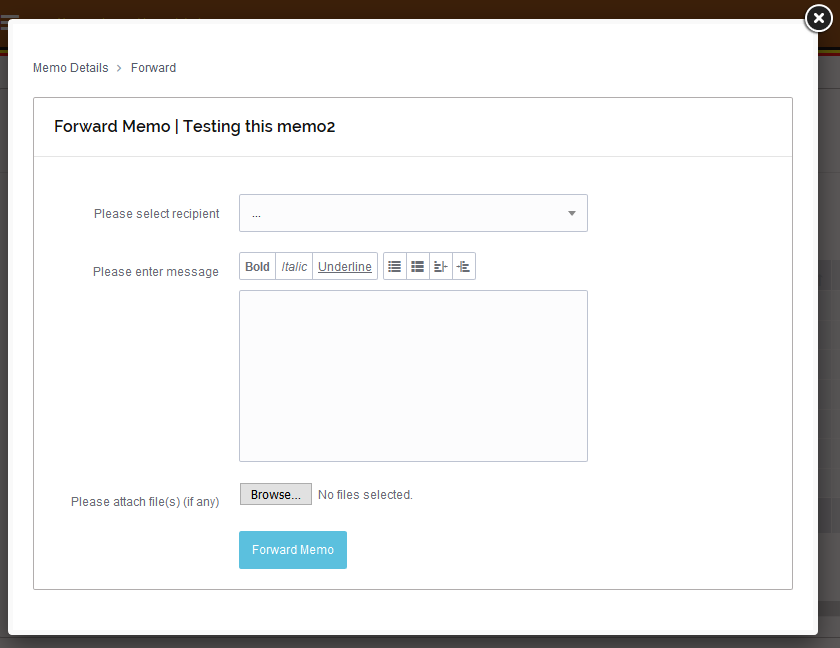 Memo Details > Forward
Forward Memo | Testing this memo2
Please select recipient ...
Please enter message Bold Italic Underline
Please attach file(s) (if any) Browse... No files selected.
Forward Memo